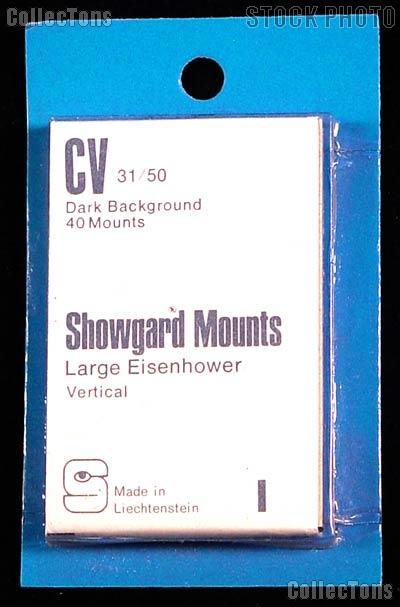 CollecTons
STOCK PHOTO
CV 31/50
Dark Background
40 Mounts
Showgard Mounts
Large Eisenhower
Vertical
S
Made in
Liechtenstein
I
CollecTons